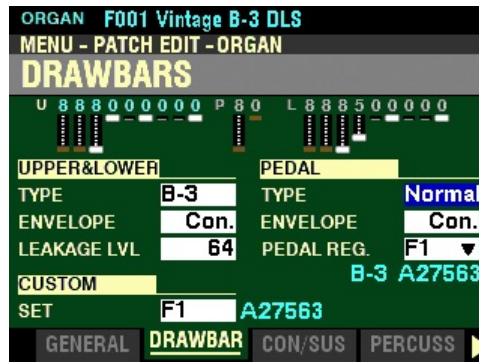 ORGAN F001 Vintage B-3 DLS
MENU - PATCH EDIT - ORGAN
DRAWBARS
U 888000000 P 80 L 888500000
UPPER&LOWER PEDAL
TYPE B-3 TYPE Normal
ENVELOPE Con. ENVELOPE Con.
LEAKAGE LVL 64 PEDAL REG. F1 ▼
B-3 A27563
CUSTOM
SET F1 A27563
GENERAL DRAWBAR CON/SUS PERCUSS